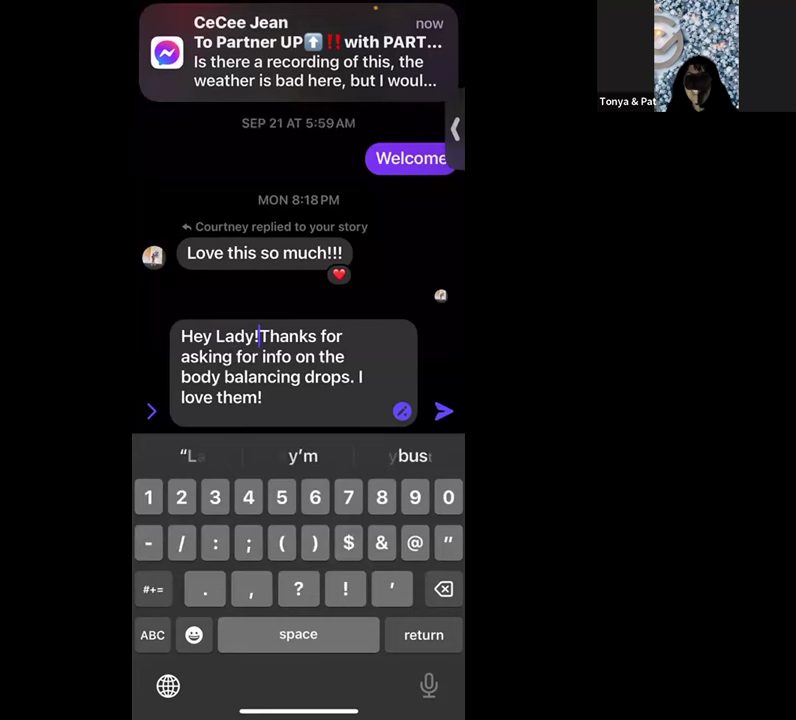 CeCee Jean
now
To Partner UP⬆️‼️with PART...
Is there a recording of this, the
weather is bad here, but I woul...
SEP 21 AT 5:59 AM
Welcome
MON 8:18 PM
Courtney replied to your story
Love this so much!!!
Hey Lady!Thanks for
asking for info on the
body balancing drops. I
love them!
y'm
1 2 3 4 5 6 7 8 9 0
- / : ; ( ) $ & @ "
#+= . , ? ! '
ABC space return
Tonya & Pat